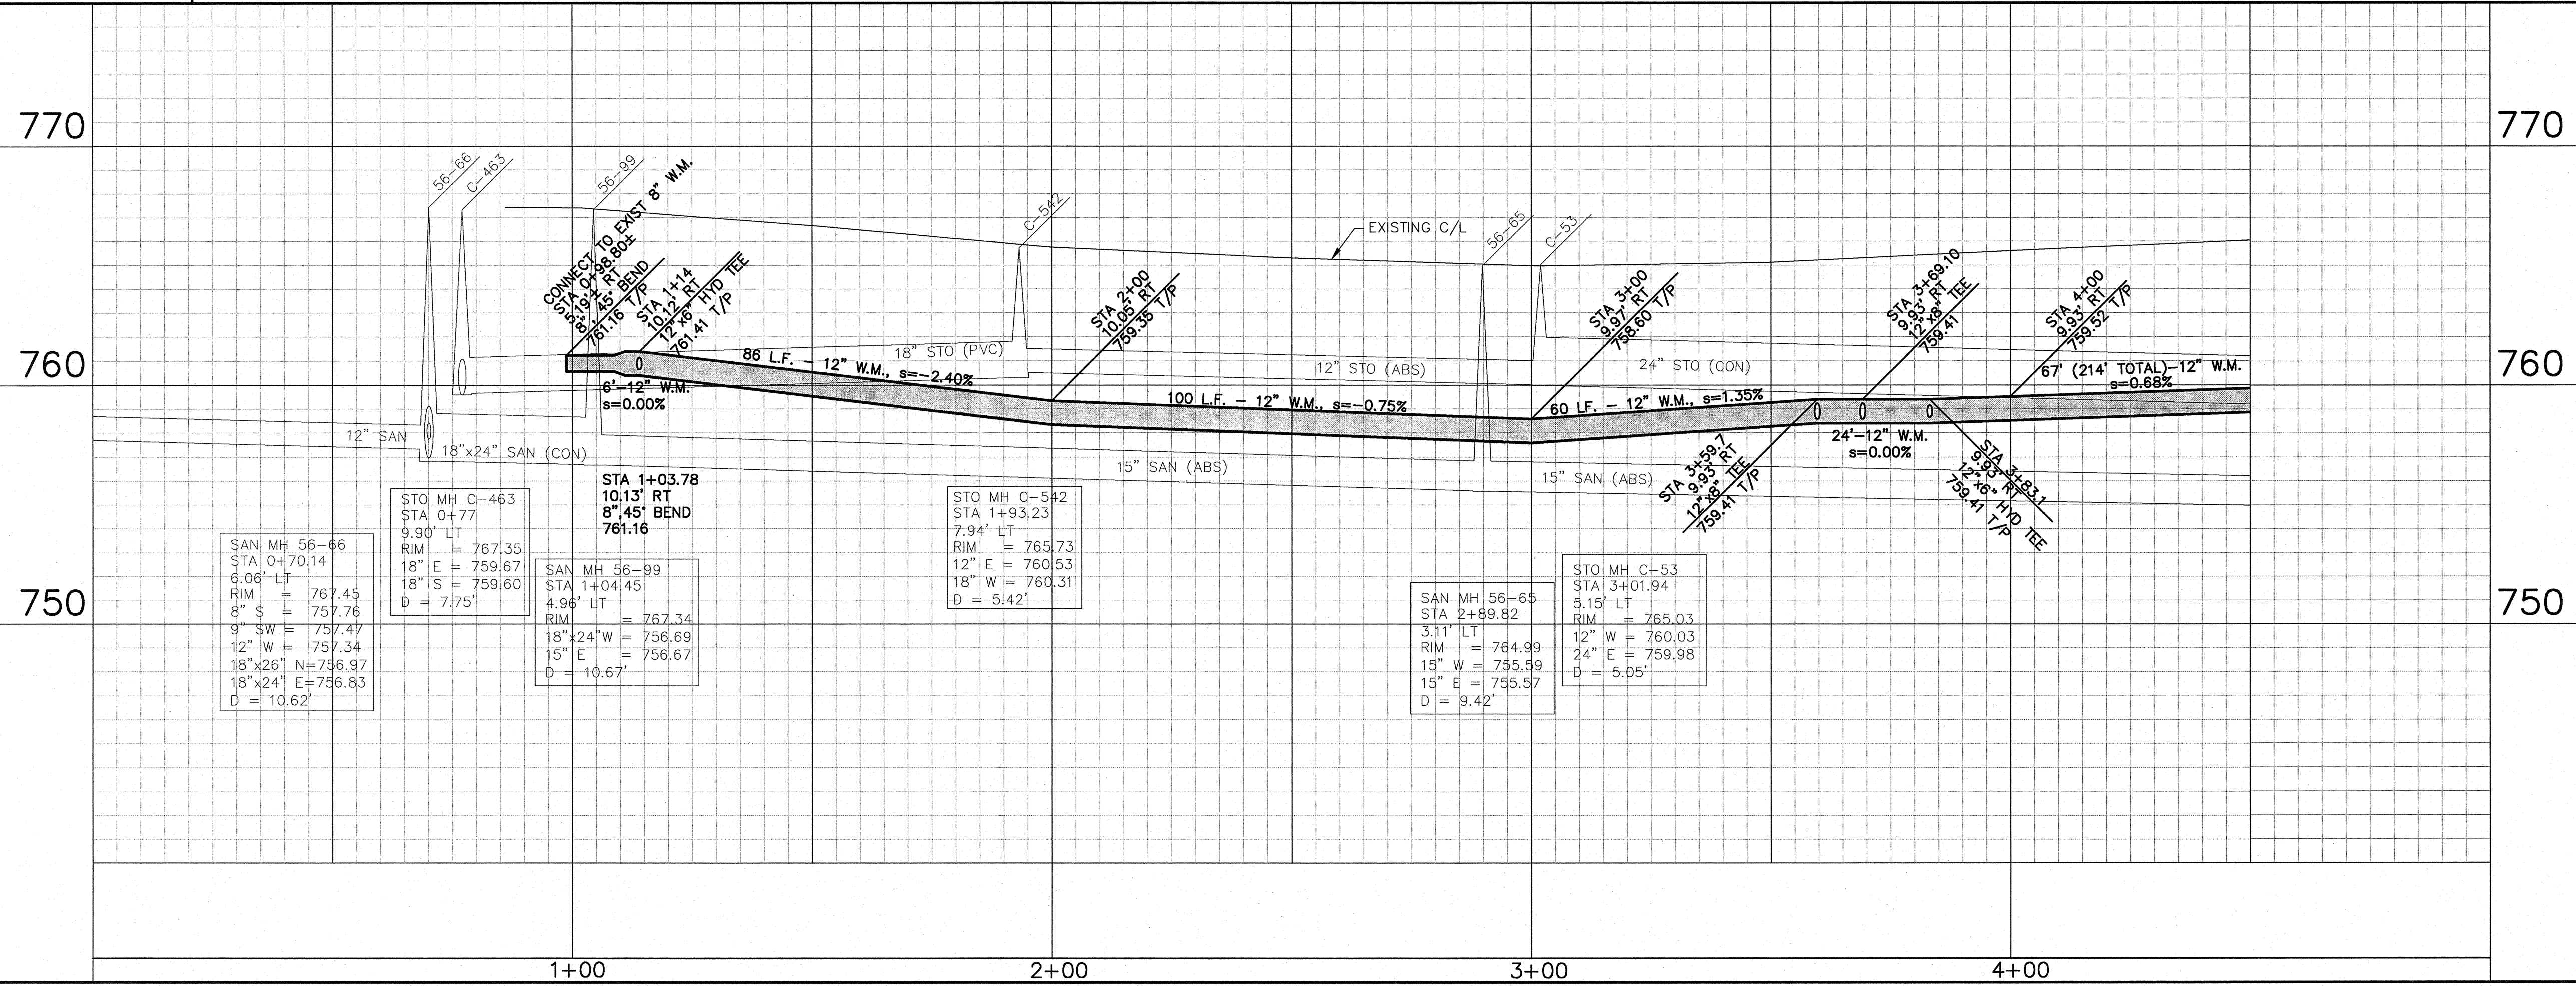 770
770
760
760
750
750
56-66
C-463
56-99
CONNECT TO EXIST 8" W.M.
STA 0+98.80±
5.19'± RT
8", 45° BEND
761.16 T/P
STA 1+14
10.12' RT
12"x6" HYD TEE
761.41 T/P
C-542
STA 2+00
10.05' RT
759.35 T/P
EXISTING C/L
56-65
C-53
STA 3+00
9.97' RT
758.60 T/P
STA 3+69.10
9.93' RT
12"x8" TEE
759.41
STA 4+00
9.93' RT
759.52 T/P
86 L.F. - 12" W.M., s=-2.40%
18" STO (PVC)
12" STO (ABS)
24" STO (CON)
67' (214' TOTAL)-12" W.M.
s=0.68%
6'-12" W.M.
s=0.00%
100 L.F. - 12" W.M., s=-0.75%
60 LF. - 12" W.M., s=1.35%
24'-12" W.M.
s=0.00%
12" SAN
18"x24" SAN (CON)
15" SAN (ABS)
15" SAN (ABS)
STA 3+59.7
9.93' RT
12"x8" TEE
759.41 T/P
STA 3+83.1
9.93' RT
12"x6" HYD TEE
759.41 T/P
STA 1+03.78
10.13' RT
8",45° BEND
761.16
SAN MH 56-66
STA 0+70.14
6.06' LT
RIM = 767.45
8" S = 757.76
9" SW = 757.47
12" W = 757.34
18"x26" N=756.97
18"x24" E=756.83
D = 10.62'
STO MH C-463
STA 0+77
9.90' LT
RIM = 767.35
18" E = 759.67
18" S = 759.60
D = 7.75'
SAN MH 56-99
STA 1+04.45
4.96' LT
RIM = 767.34
18"x24"W = 756.69
15" E = 756.67
D = 10.67'
STO MH C-542
STA 1+93.23
7.94' LT
RIM = 765.73
12" E = 760.53
18" W = 760.31
D = 5.42'
SAN MH 56-65
STA 2+89.82
3.11' LT
RIM = 764.99
15" W = 755.59
15" E = 755.57
D = 9.42'
STO MH C-53
STA 3+01.94
5.15' LT
RIM = 765.03
12" W = 760.03
24" E = 759.98
D = 5.05'
1+00
2+00
3+00
4+00